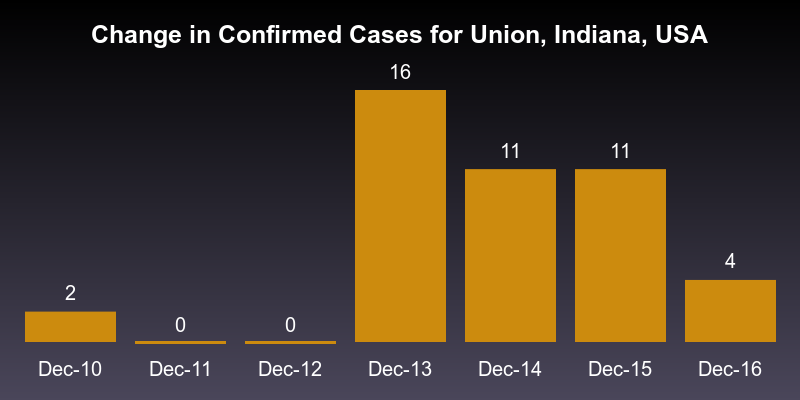 Change in Confirmed Cases for Union, Indiana, USA
16
11 11
4
2
0 0
Dec-10 Dec-11 Dec-12 Dec-13 Dec-14 Dec-15 Dec-16